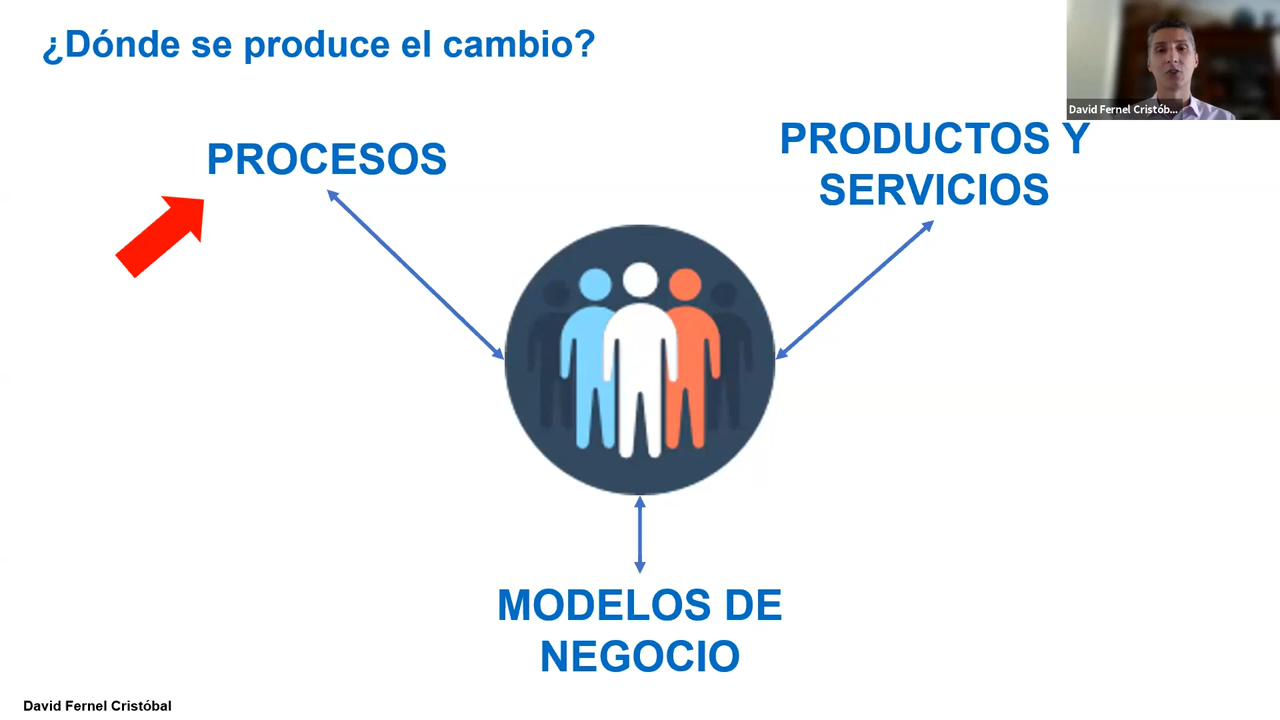 ¿Dónde se produce el cambio?
David Fernel Cristób...
PROCESOS
PRODUCTOS Y
SERVICIOS
MODELOS DE
NEGOCIO
David Fernel Cristóbal